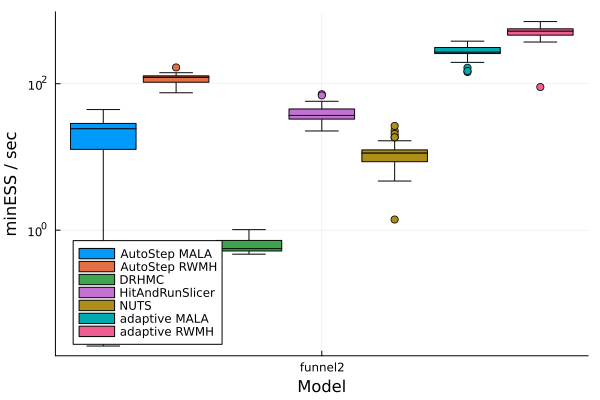 minESS / sec
10²
10⁰
AutoStep MALA
AutoStep RWMH
DRHMC
HitAndRunSlicer
NUTS
adaptive MALA
adaptive RWMH
funnel2
Model